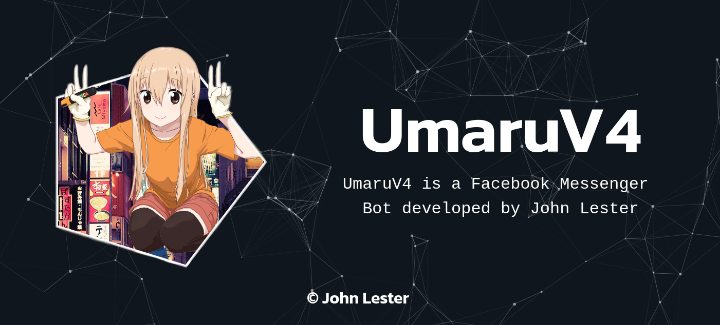 UmaruV4
UmaruV4 is a Facebook Messenger
Bot developed by John Lester
© John Lester